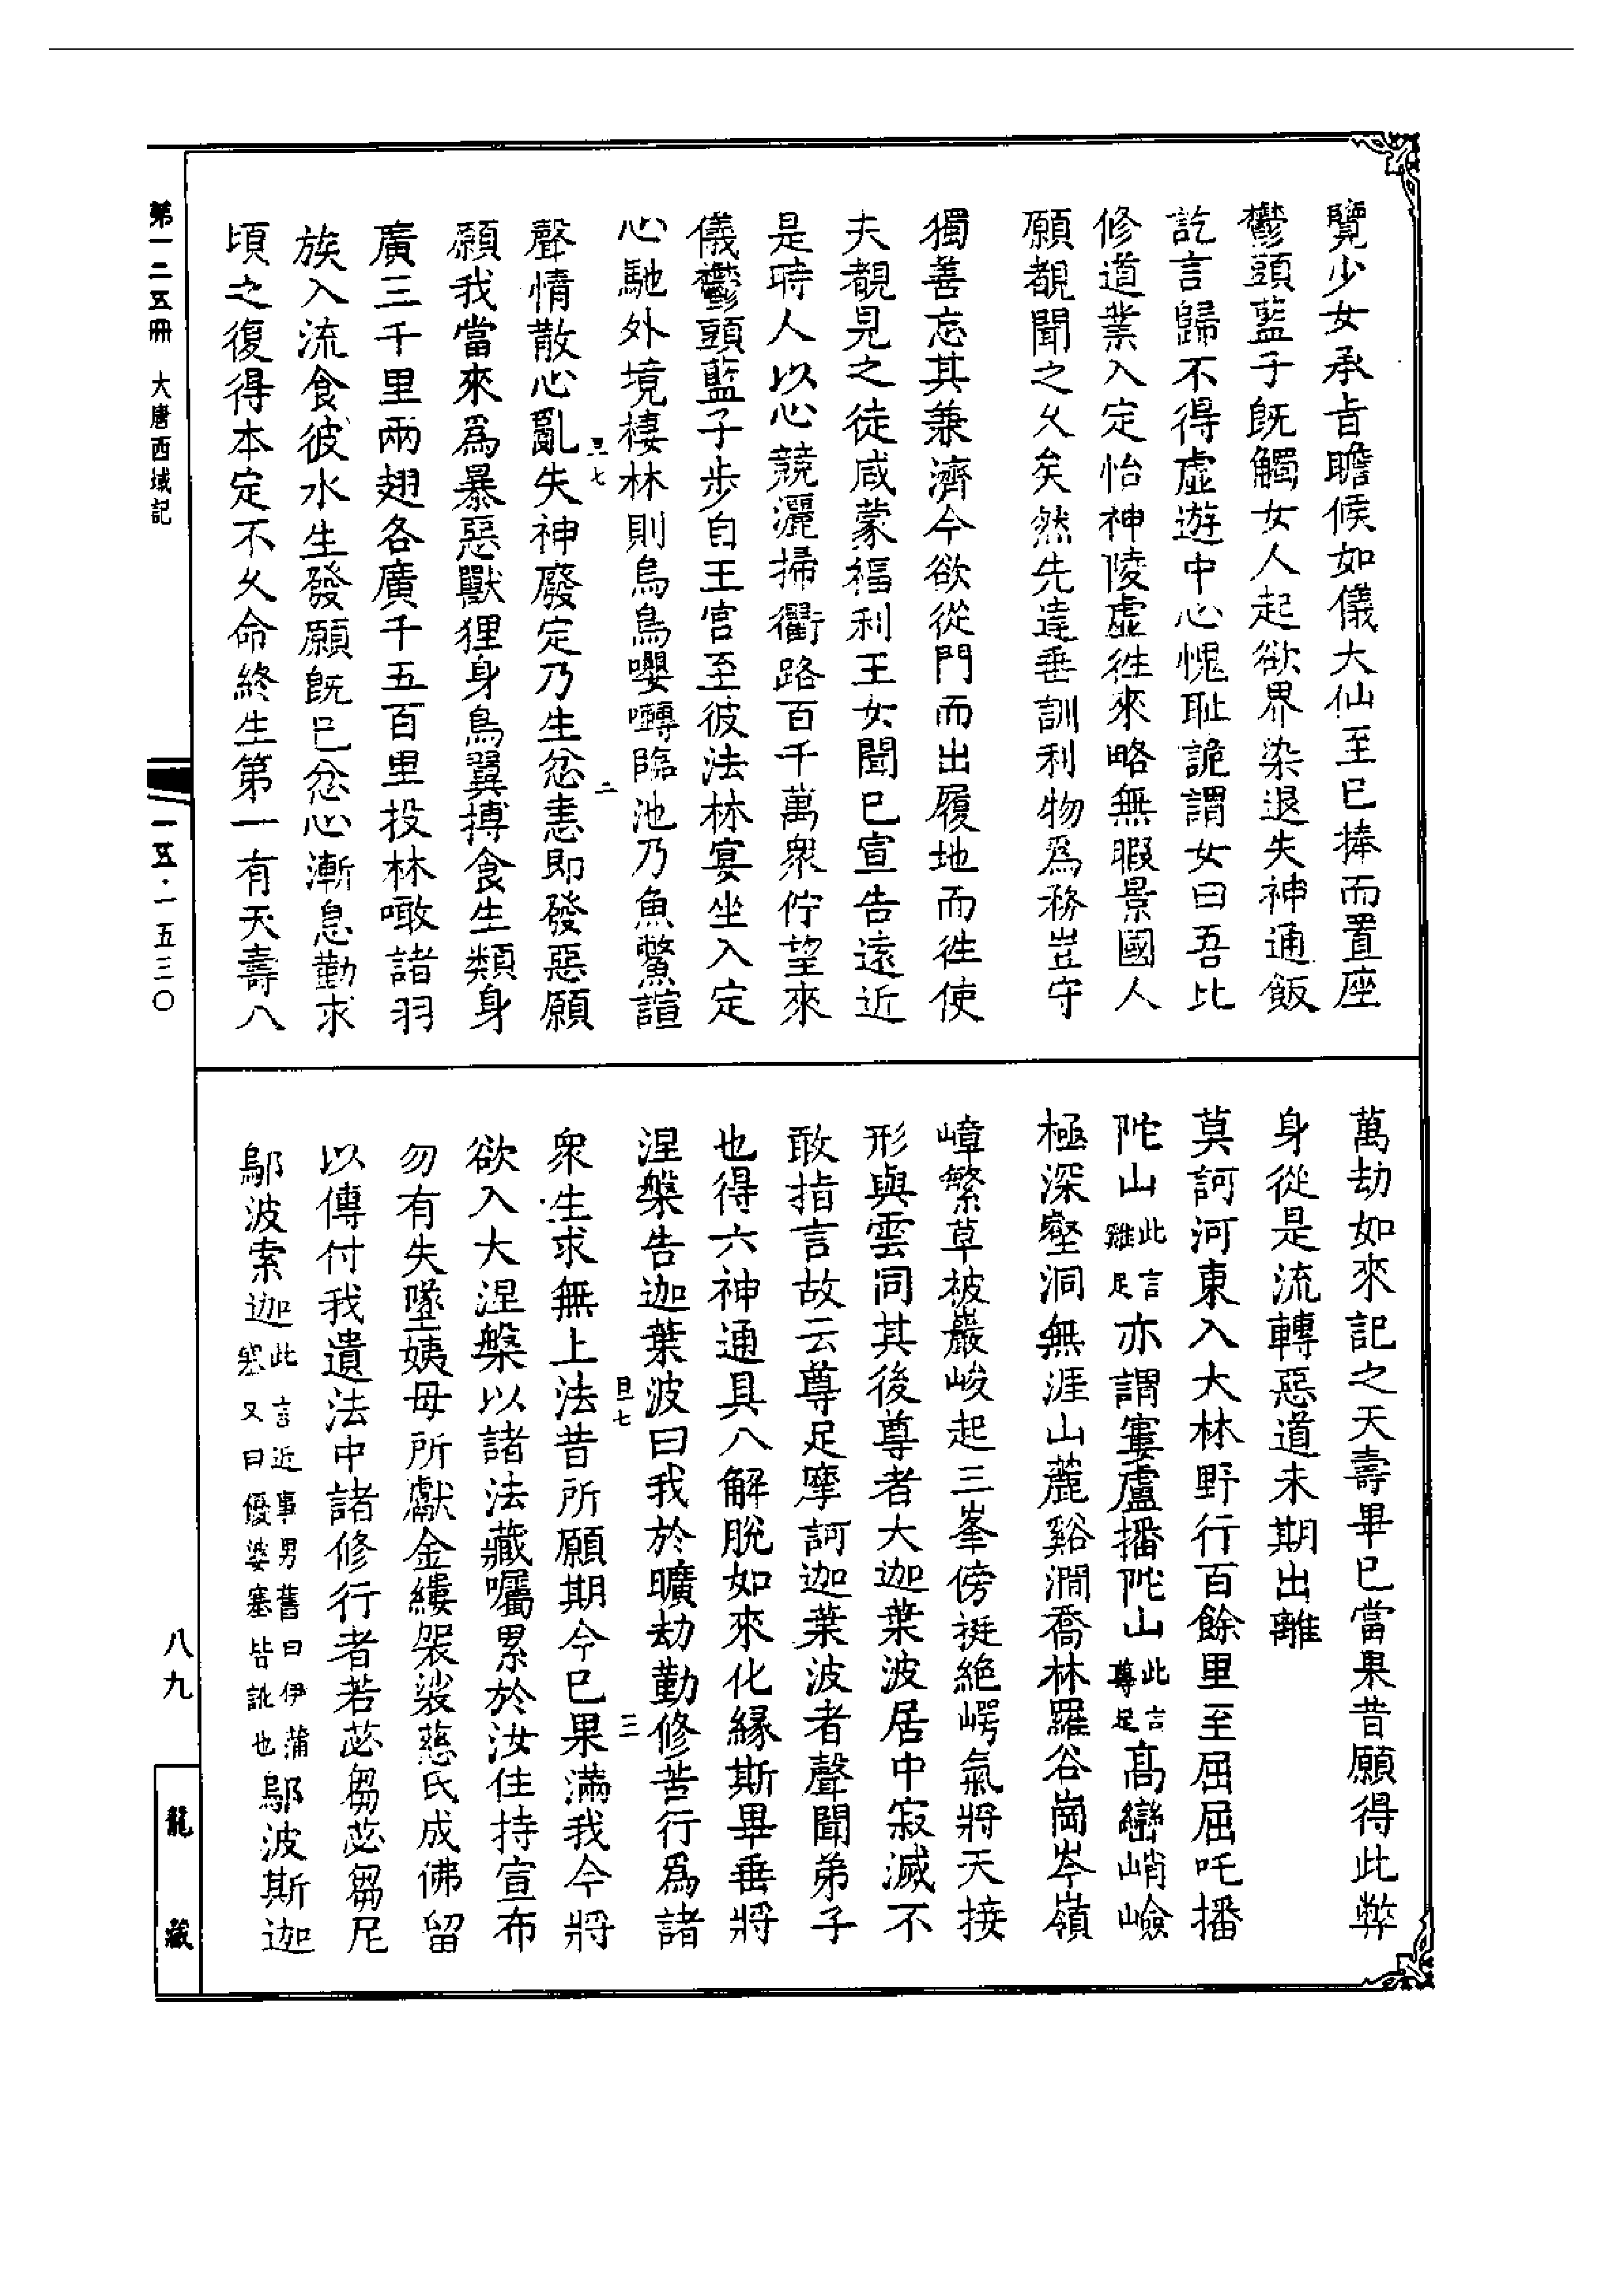 覽少女承旨瞻候如儀大仙至已捧而置座
鬱頭藍子既觸女人起欲界染退失神通飯
訖言歸不得虛遊中心愧恥詭謂女曰吾比
修道業入定怡神陵虛往來略無暇景國人
願覩聞之久矣然先達垂訓利物爲務豈守
獨善忘其兼濟今欲從門而出履地而往使
夫覩見之徒咸蒙福利王女聞已宣告遠近
是時人以心競灑掃衢路百千萬衆佇望來
儀鬱頭藍子步自王宮至彼法林宴坐入定
心馳外境棲林則烏鳥嚶囀臨池乃魚鱉諠
聲情散心亂失神廢定乃生忿恚即發惡願
願我當來爲暴惡獸狸身鳥翼搏食生類身
廣三千里兩翅各廣千五百里投林噉諸羽
族入流食彼水生發願既已忿心漸息勤求
頃之復得本定不久命終生第一有天壽八
萬劫如來記之天壽畢已當果昔願得此弊
身從是流轉惡道未期出離
莫訶河東入大林野行百餘里至屈屈吒播
陀山此言雞足亦謂窶盧播陀山此言尊足高巒峭嶮
極深壑洞無涯山麓谿澗喬林羅谷崗岑嶺
嶂繁草被巖峻起三峯傍挺絶崿氣將天接
形與雲同其後尊者大迦葉波居中寂滅不
敢指言故云尊足摩訶迦葉波者聲聞弟子
也得六神通具八解脫如來化緣斯畢垂將
涅槃告迦葉波曰我於曠劫勤修苦行爲諸
衆生求無上法昔所願期今已果滿我今將
欲入大涅槃以諸法藏囑累於汝住持宣布
勿有失墜姨母所獻金縷袈裟慈氏成佛留
以傳付我遺法中諸修行者若苾芻苾芻尼
鄔波索迦此言近事男舊曰伊蒲塞又曰優婆塞皆訛也鄔波斯迦
第一二五冊 大唐西域記
一五·一五三〇
八九
龍藏
旦七
二
旦七
三